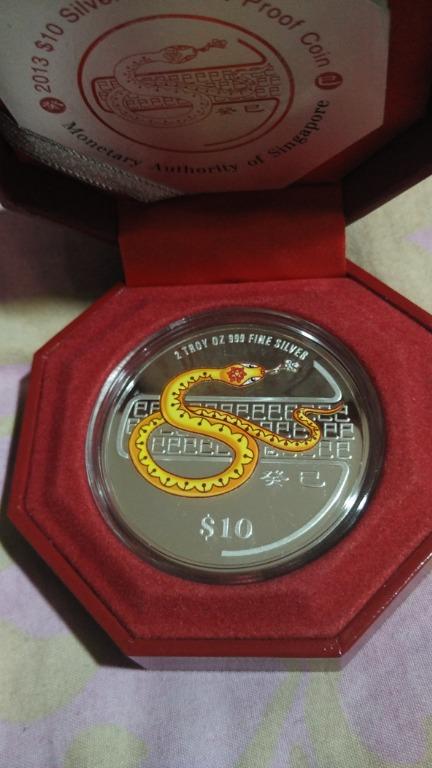 2013 $10 Silver Proof Coin
癸巳
Monetary Authority of Singapore
2 TROY OZ 999 FINE SILVER
癸巳
$10